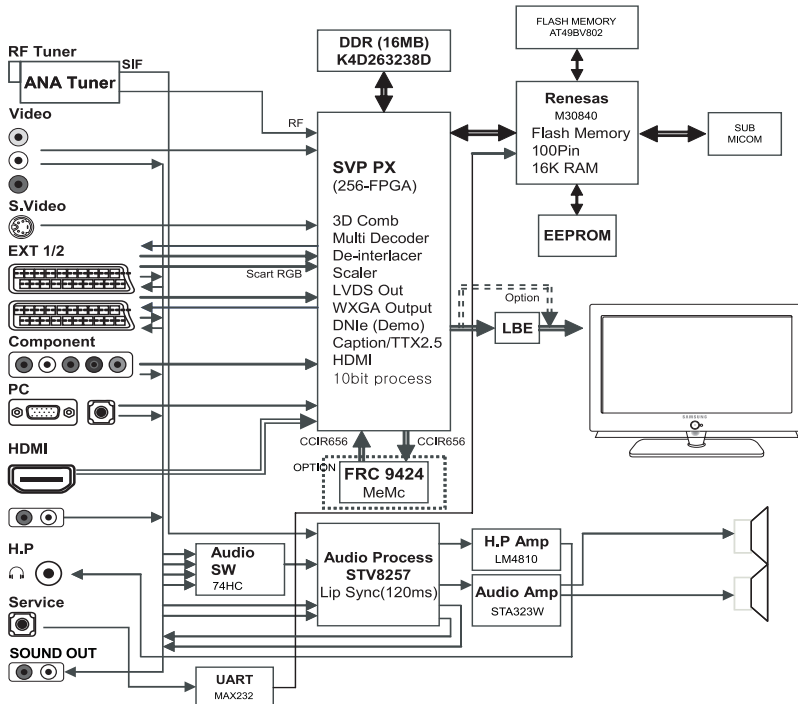 RF Tuner
SIF
ANA Tuner
RF
Video
S.Video
EXT 1/2
Scart RGB
Component
PC
HDMI
H.P
Service
SOUND OUT
DDR (16MB)
K4D263238D
SVP PX
(256-FPGA)
3D Comb
Multi Decoder
De-interlacer
Scaler
LVDS Out
WXGA Output
DNIe (Demo)
Caption/TTX2.5
HDMI
10bit process
CCIR656
CCIR656
OPTION
FRC 9424
MeMc
FLASH MEMORY
AT49BV802
Renesas
M30840
Flash Memory
100Pin
16K RAM
SUB
MICOM
EEPROM
Option
LBE
SAMSUNG
Audio
SW
74HC
Audio Process
STV8257
Lip Sync(120ms)
H.P Amp
LM4810
Audio Amp
STA323W
UART
MAX232